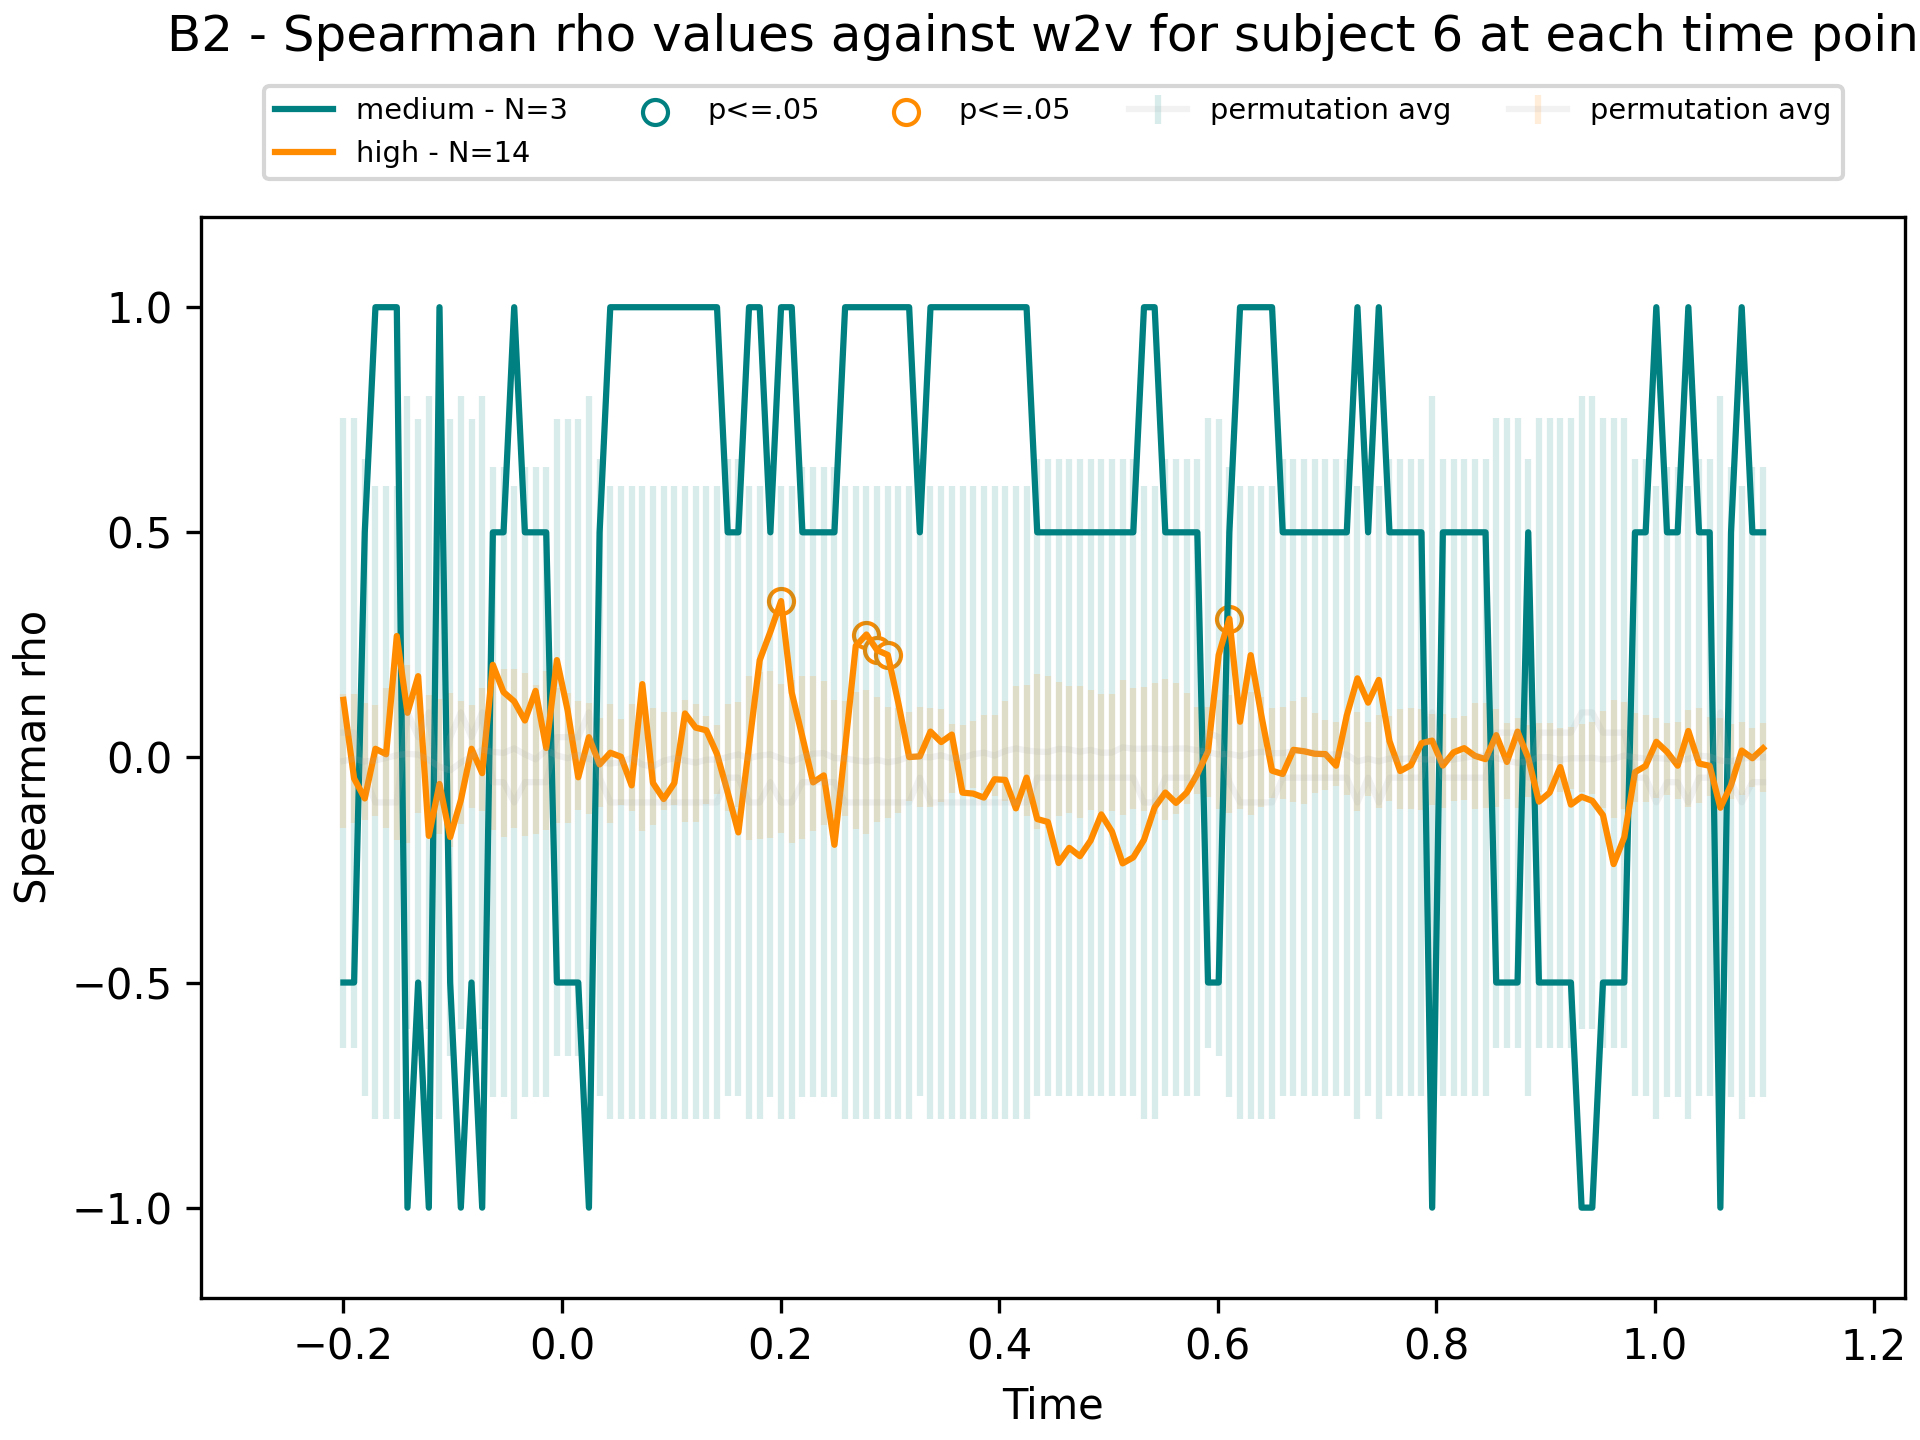 B2 - Spearman rho values against w2v for subject 6 at each time poin
medium - N=3
high - N=14
p<=.05
p<=.05
permutation avg
permutation avg
Spearman rho
1.0
0.5
0.0
−0.5
−1.0
−0.2
0.0
0.2
0.4
0.6
0.8
1.0
1.2
Time